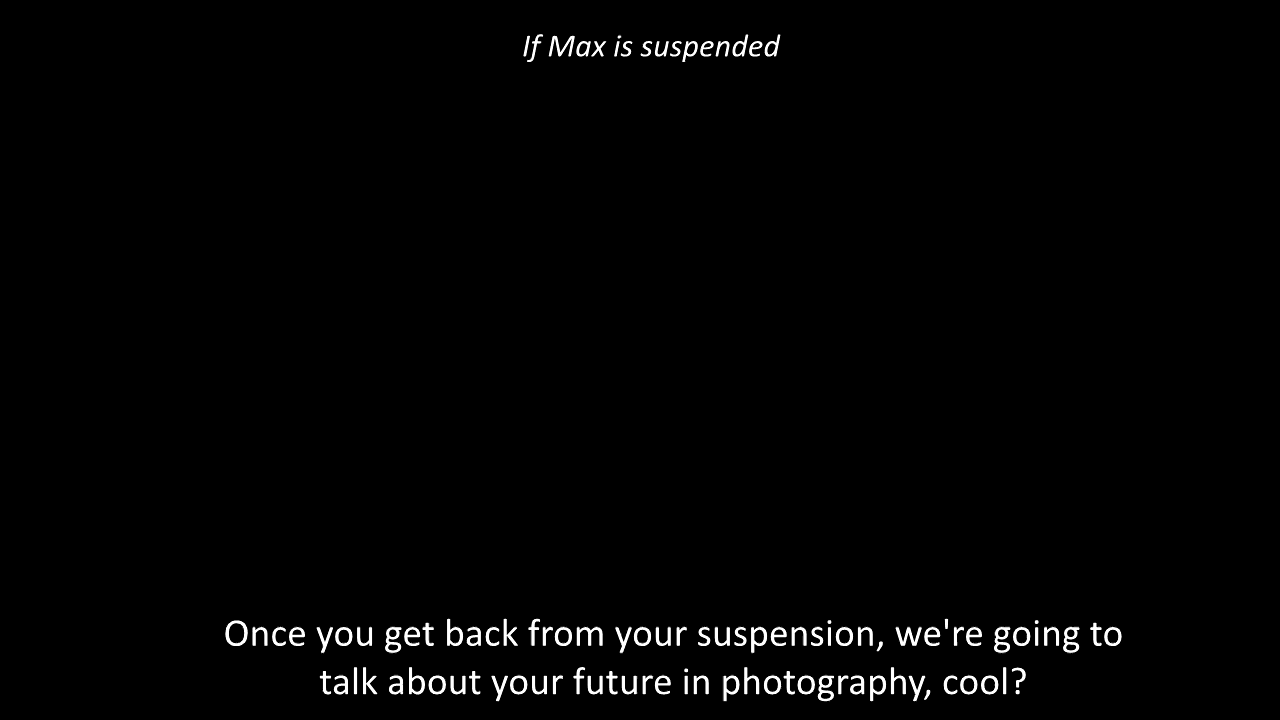 If Max is suspended
Once you get back from your suspension, we're going to
talk about your future in photography, cool?